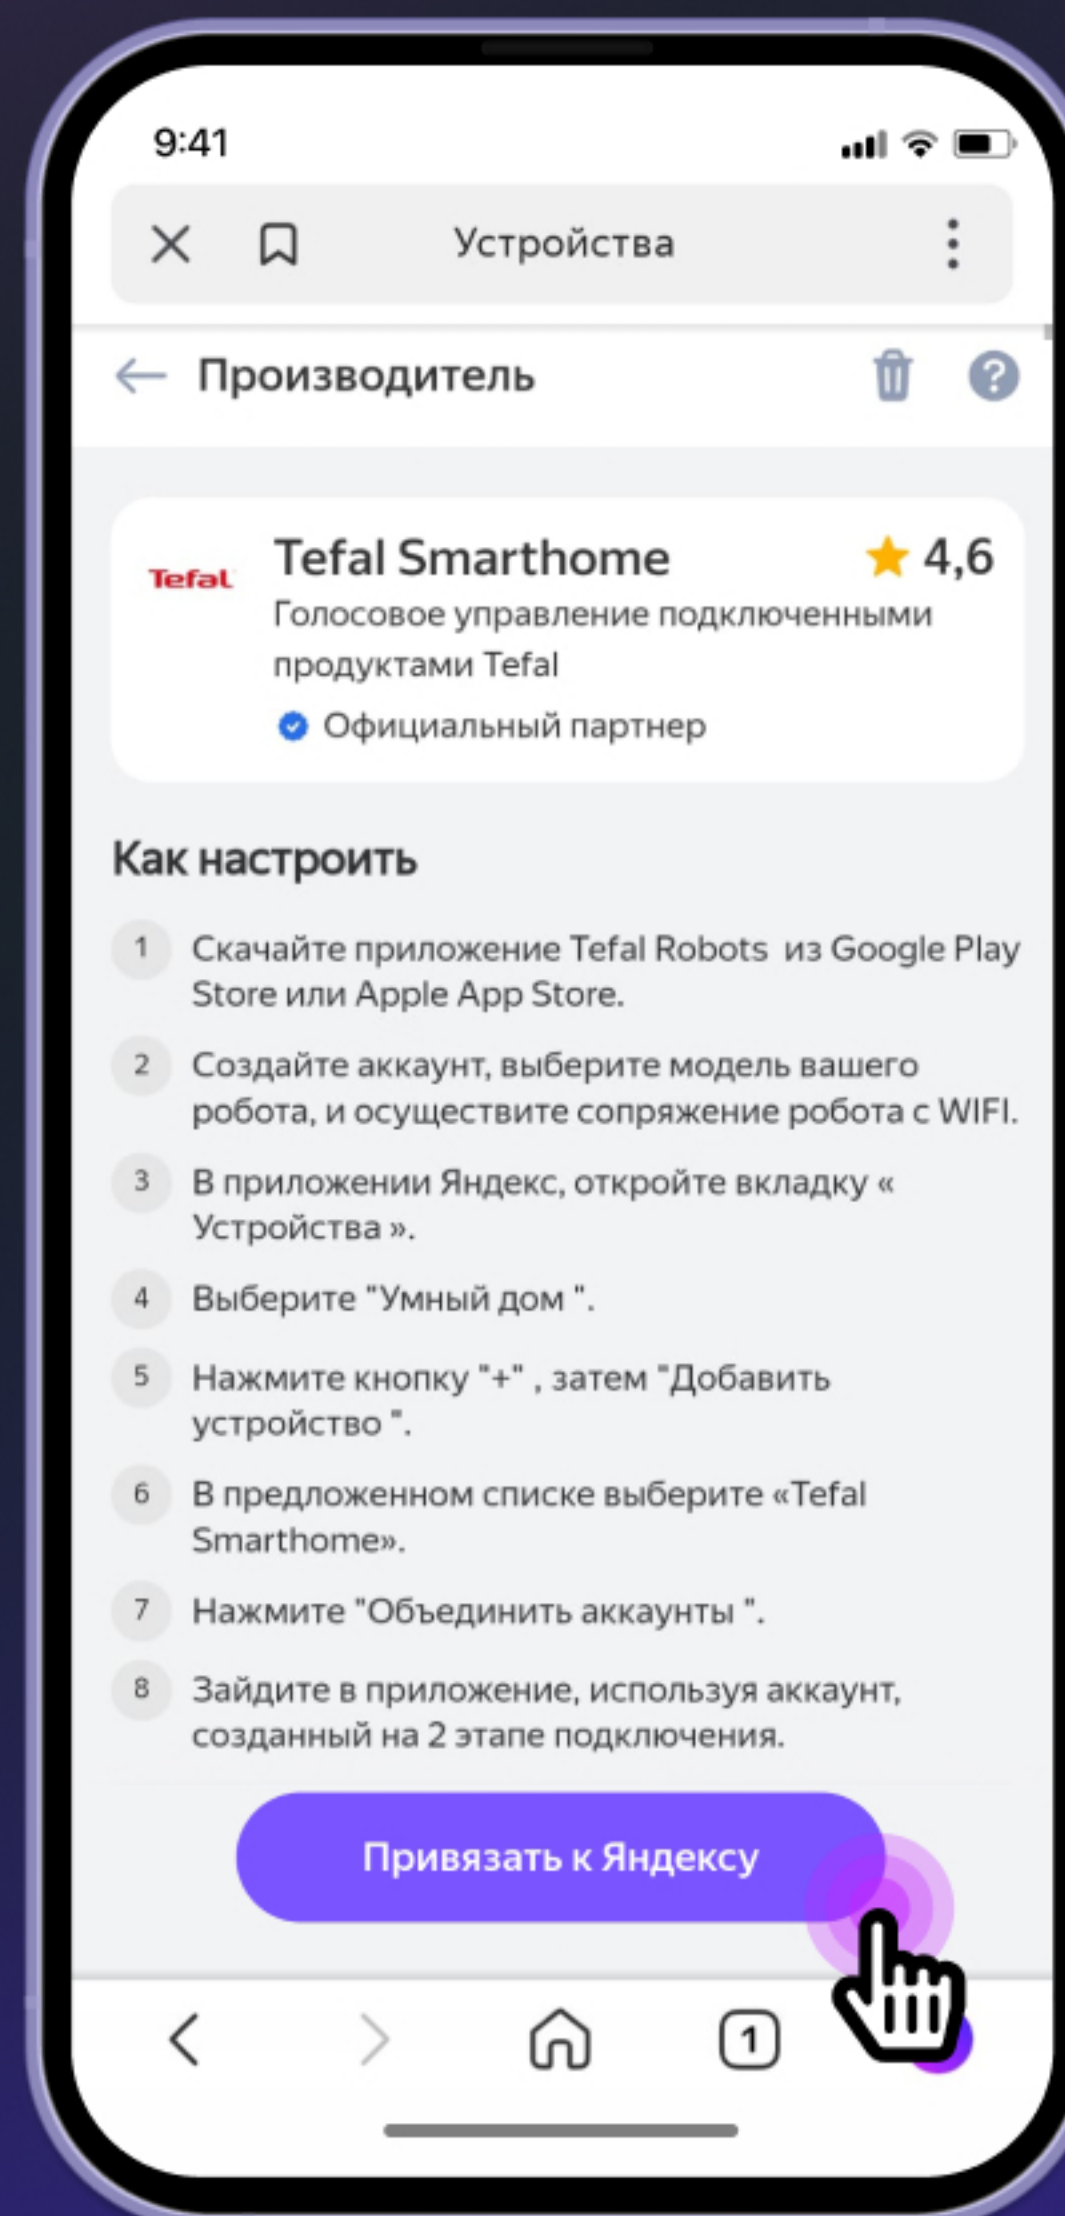 9:41
Устройства
Производитель
Tefal
Tefal Smarthome
4,6
Голосовое управление подключенными
продуктами Tefal
Официальный партнер
Как настроить
1 Скачайте приложение Tefal Robots из Google Play
Store или Apple App Store.
2 Создайте аккаунт, выберите модель вашего
робота, и осуществите сопряжение робота с WIFI.
3 В приложении Яндекс, откройте вкладку «
Устройства ».
4 Выберите "Умный дом ".
5 Нажмите кнопку "+" , затем "Добавить
устройство ".
6 В предложенном списке выберите «Tefal
Smarthome».
7 Нажмите "Объединить аккаунты ".
8 Зайдите в приложение, используя аккаунт,
созданный на 2 этапе подключения.
Привязать к Яндексу
1